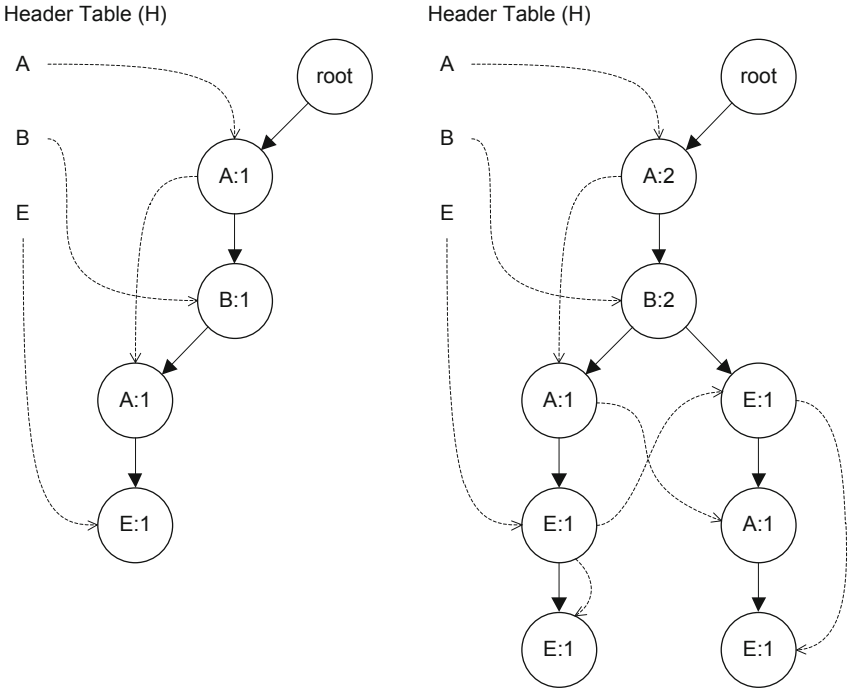 Header Table (H)
A
root
B
A:1
E
B:1
A:1
E:1
Header Table (H)
A
root
B
A:2
E
B:2
A:1
E:1
E:1
A:1
E:1
E:1